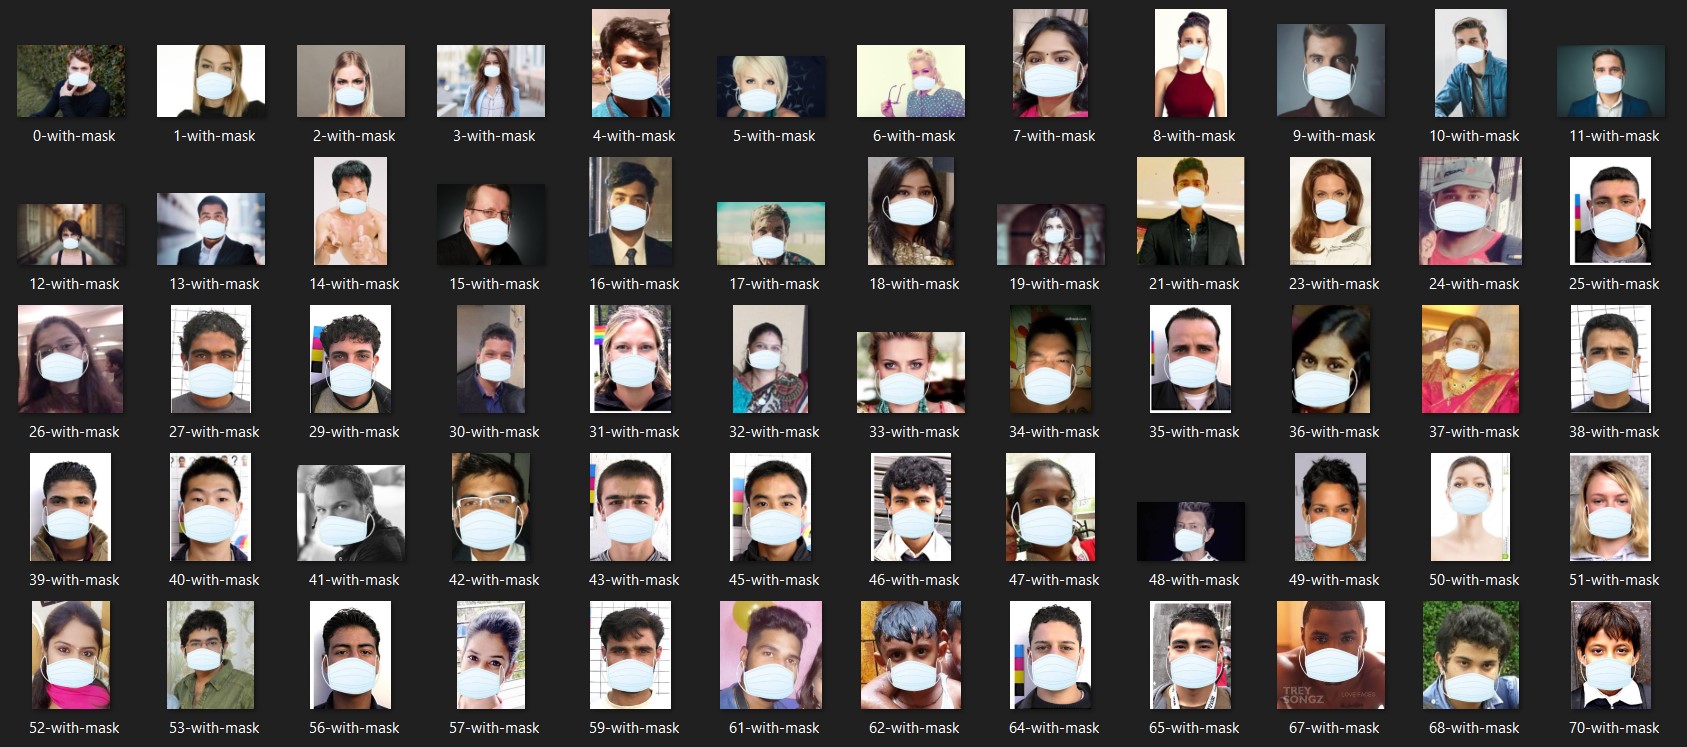 0-with-mask 1-with-mask 2-with-mask 3-with-mask 4-with-mask 5-with-mask 6-with-mask 7-with-mask 8-with-mask 9-with-mask 10-with-mask 11-with-mask
12-with-mask 13-with-mask 14-with-mask 15-with-mask 16-with-mask 17-with-mask 18-with-mask 19-with-mask 21-with-mask 23-with-mask 24-with-mask 25-with-mask
26-with-mask 27-with-mask 29-with-mask 30-with-mask 31-with-mask 32-with-mask 33-with-mask 34-with-mask 35-with-mask 36-with-mask 37-with-mask 38-with-mask
39-with-mask 40-with-mask 41-with-mask 42-with-mask 43-with-mask 45-with-mask 46-with-mask 47-with-mask 48-with-mask 49-with-mask 50-with-mask 51-with-mask
TREY
SONGZ
52-with-mask 53-with-mask 56-with-mask 57-with-mask 59-with-mask 61-with-mask 62-with-mask 64-with-mask 65-with-mask 67-with-mask 68-with-mask 70-with-mask